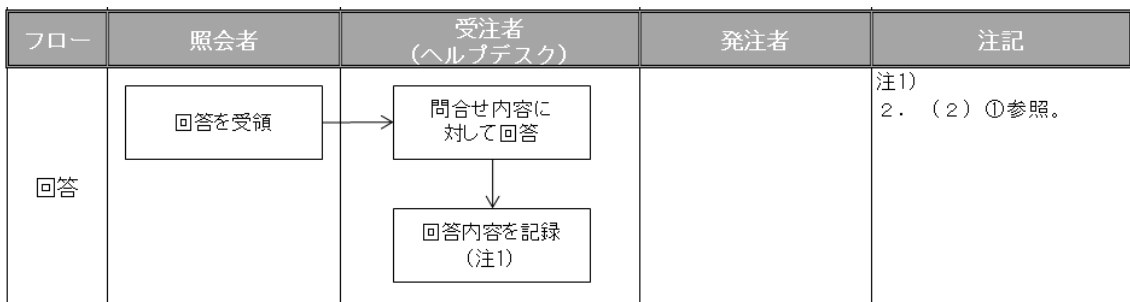 フロー
照会者
受注者
(ヘルプデスク)
発注者
注記
回答
回答を受領
問合せ内容に
対して回答
回答内容を記録
(注1)
注1)
2．（2）①参照。